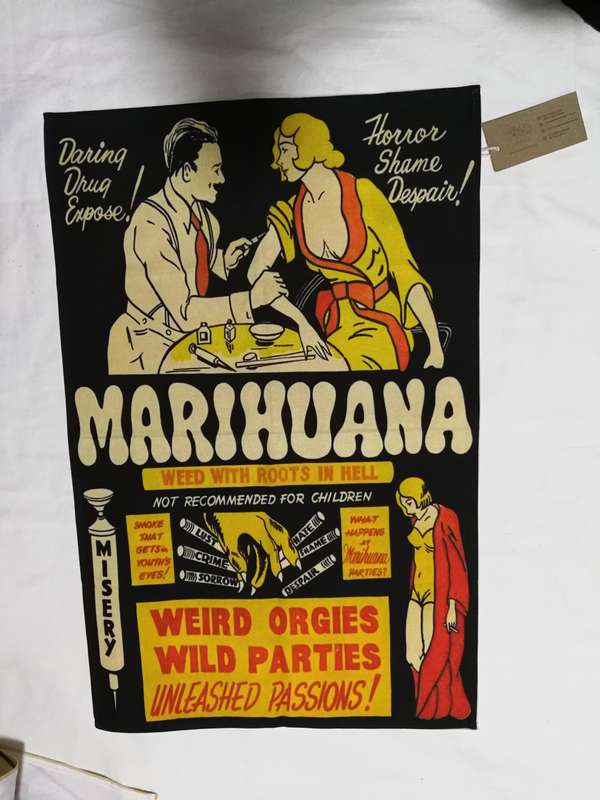 Daring
Drug
Expose!
Horror
Shame
Despair!
MARIHUANA
WEED WITH ROOTS IN HELL
NOT RECOMMENDED FOR CHILDREN
MISERY
SMOKE
THAT
GETS in
YOUTH'S
EYES!
LUST
CRIME
SORROW
HATE
SHAME
DESPAIR
WHAT
HAPPENS
AT
Marihuana
PARTIES?
WEIRD ORGIES
WILD PARTIES
UNLEASHED PASSIONS!